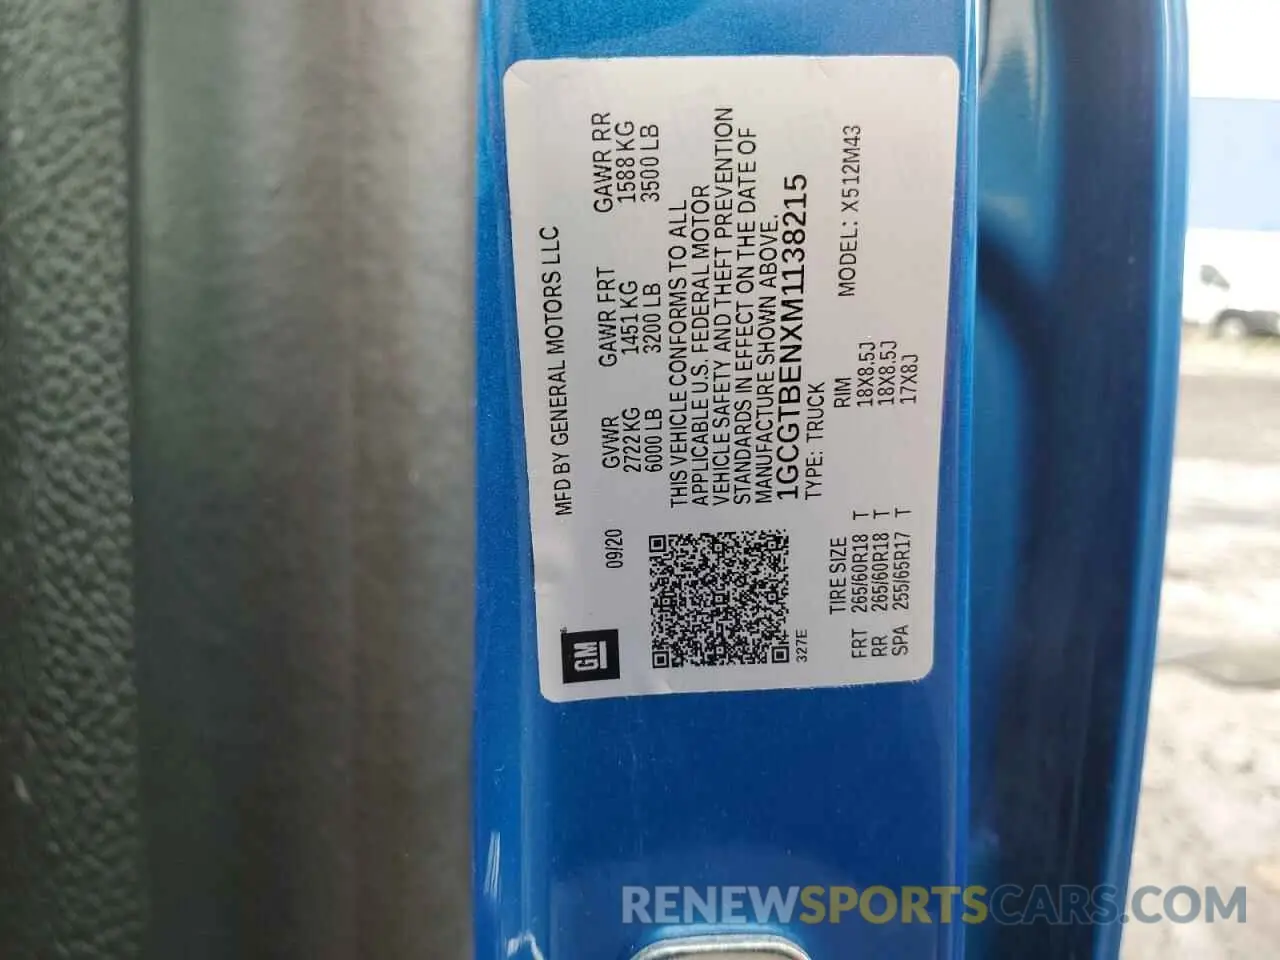 MFD BY GENERAL MOTORS LLC
09/20
GVWR GAWR FRT GAWR RR
2722 KG 1451 KG 1588 KG
6000 LB 3200 LB 3500 LB
THIS VEHICLE CONFORMS TO ALL
APPLICABLE U.S. FEDERAL MOTOR
VEHICLE SAFETY AND THEFT PREVENTION
STANDARDS IN EFFECT ON THE DATE OF
MANUFACTURE SHOWN ABOVE.
1GCGTBENXM1138215
TYPE: TRUCK
MODEL: X512M43
GM
327E
TIRE SIZE RIM
FRT 265/60R18 T 18X8.5J
RR 265/60R18 T 18X8.5J
SPA 255/65R17 T 17X8J
RENEWSPORTSCARS.COM